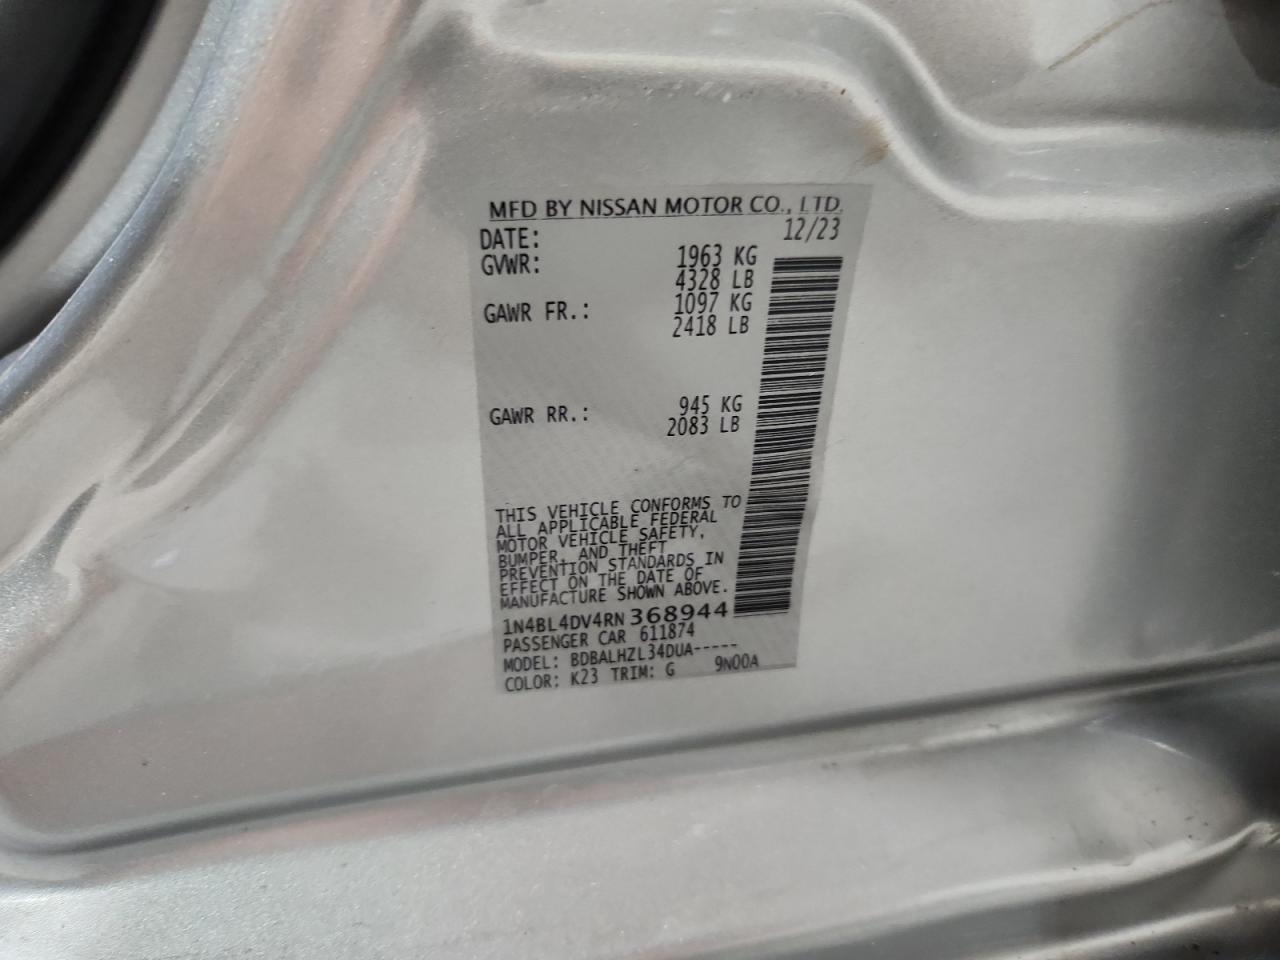 MFD BY NISSAN MOTOR CO., LTD.
DATE: 12/23
GVWR: 1963 KG
4328 LB
GAWR FR.: 1097 KG
2418 LB
GAWR RR.: 945 KG
2083 LB
THIS VEHICLE CONFORMS TO
ALL APPLICABLE FEDERAL
MOTOR VEHICLE SAFETY,
BUMPER, AND THEFT
PREVENTION STANDARDS IN
EFFECT ON THE DATE OF
MANUFACTURE SHOWN ABOVE.
1N4BL4DV4RN368944
PASSENGER CAR 611874
MODEL: BDBALHZL34DUA-----
COLOR: K23 TRIM: G 9N00A